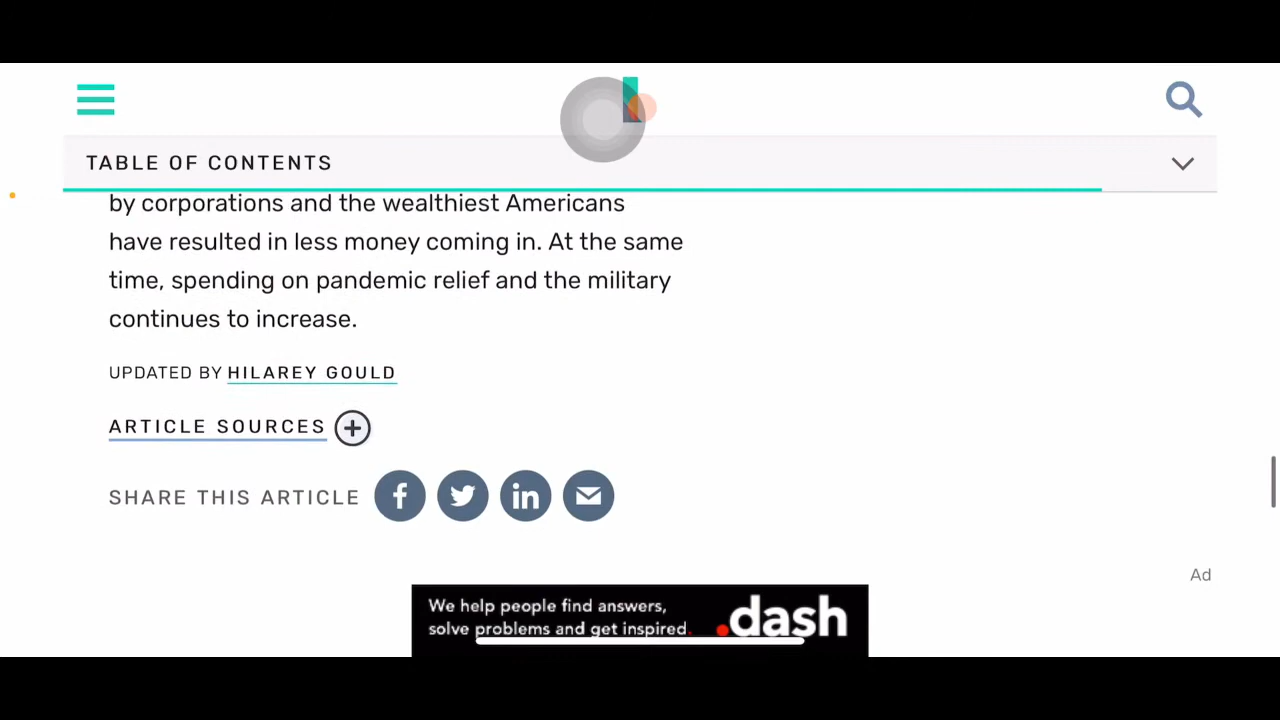 TABLE OF CONTENTS
by corporations and the wealthiest Americans
have resulted in less money coming in. At the same
time, spending on pandemic relief and the military
continues to increase.
UPDATED BY HILAREY GOULD
ARTICLE SOURCES
SHARE THIS ARTICLE
Ad
We help people find answers,
solve problems and get inspired.
.dash